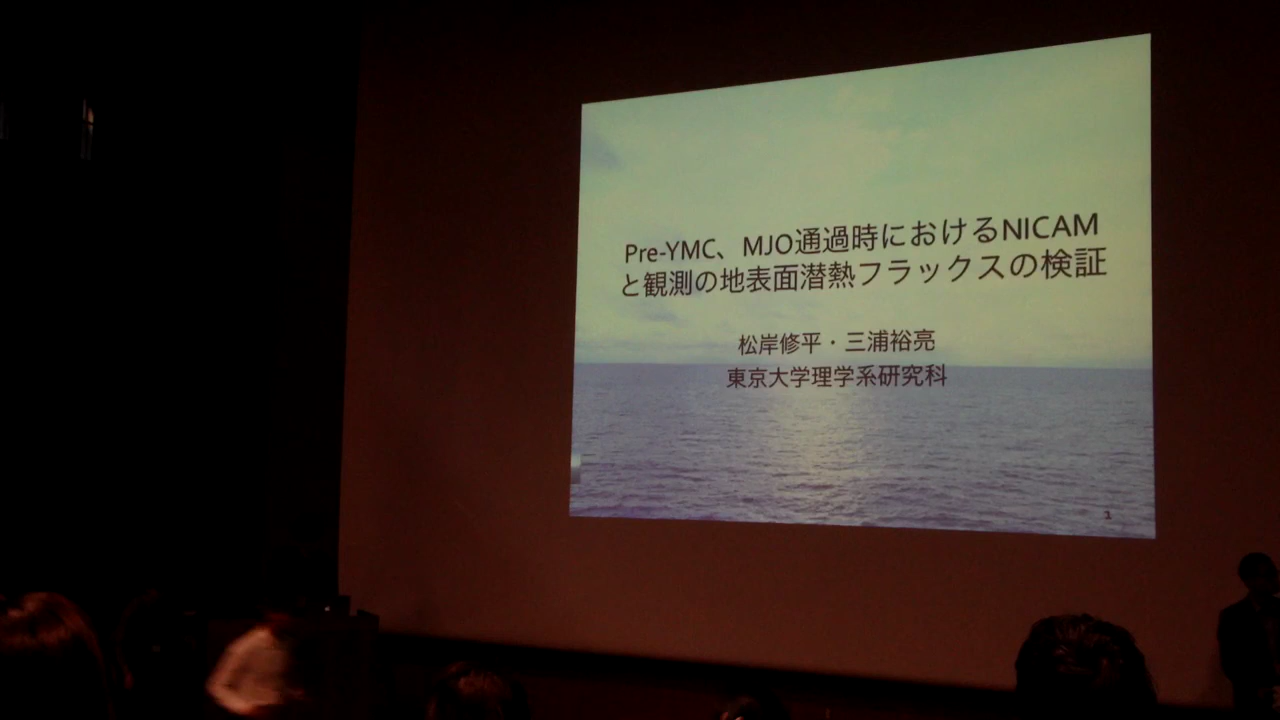 Pre-YMC、MJO通過時におけるNICAM
と観測の地表面潜熱フラックスの検証
松岸修平・三浦裕亮
東京大学理学系研究科
1